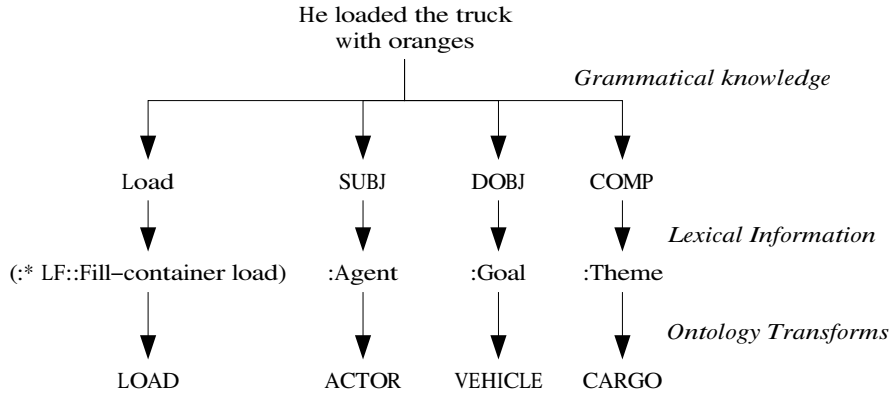 He loaded the truck
with oranges
Grammatical knowledge
Load SUBJ DOBJ COMP
Lexical Information
(:* LF::Fill−container load) :Agent :Goal :Theme
Ontology Transforms
LOAD ACTOR VEHICLE CARGO